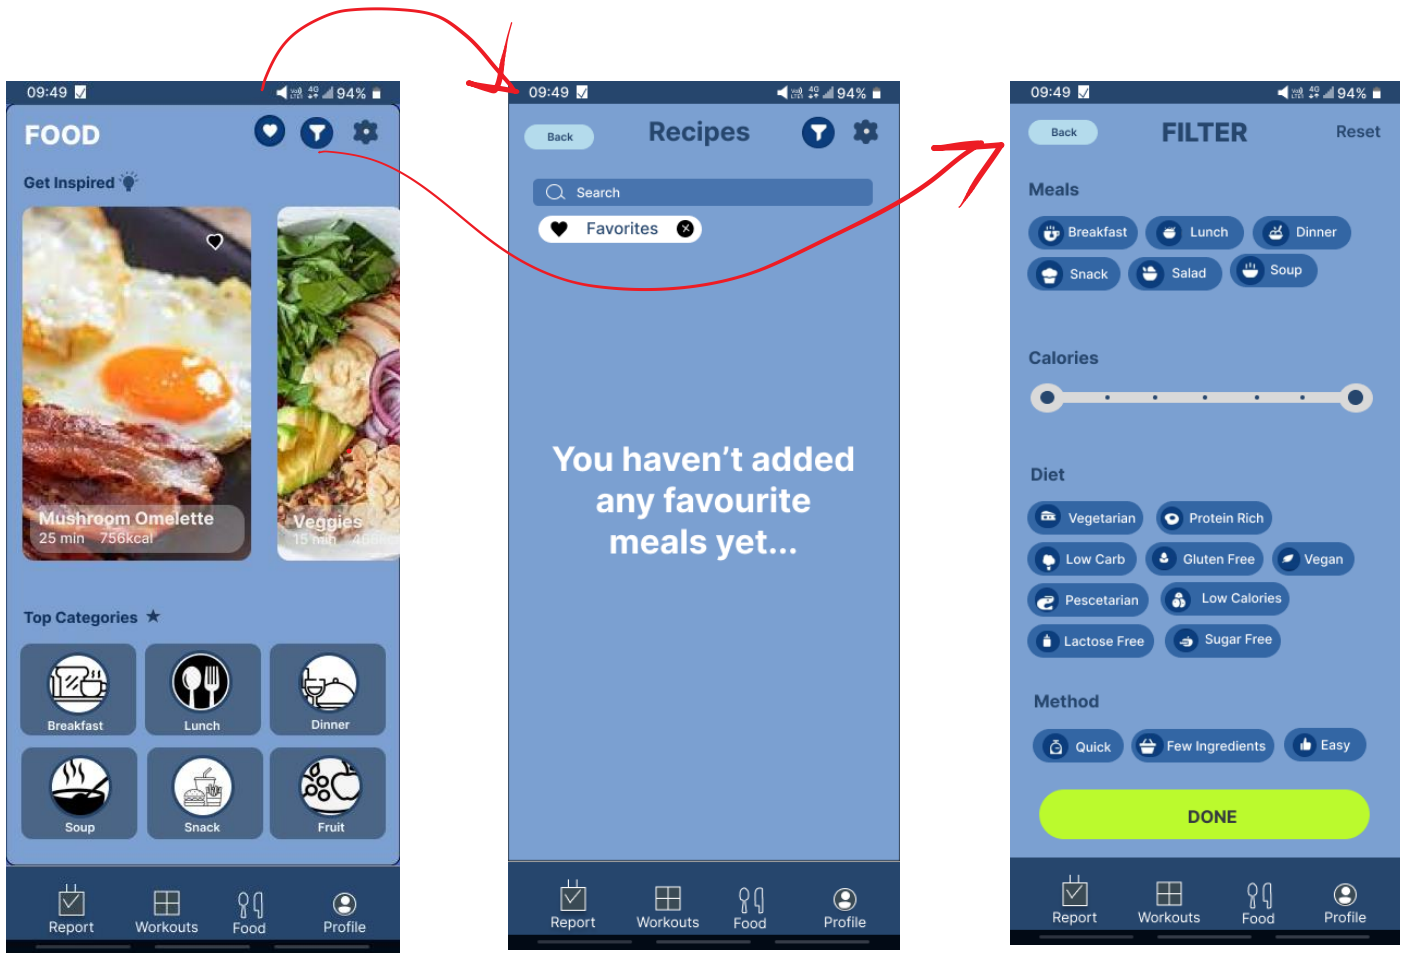 09:49
94%
FOOD
Get Inspired
Mushroom Omelette
25 min 756kcal
Veggies
15 min
Top Categories
Breakfast
Lunch
Dinner
Soup
Snack
Fruit
Report
Workouts
Food
Profile
09:49
4G
94%
Back
Recipes
Search
Favorites
You haven't added
any favourite
meals yet...
Report
Workouts
Food
Profile
09:49
4G
94%
Back
FILTER
Reset
Meals
Breakfast
Lunch
Dinner
Snack
Salad
Soup
Calories
Diet
Vegetarian
Protein Rich
Low Carb
Gluten Free
Vegan
Pescetarian
Low Calories
Lactose Free
Sugar Free
Method
Quick
Few Ingredients
Easy
DONE
Report
Workouts
Food
Profile